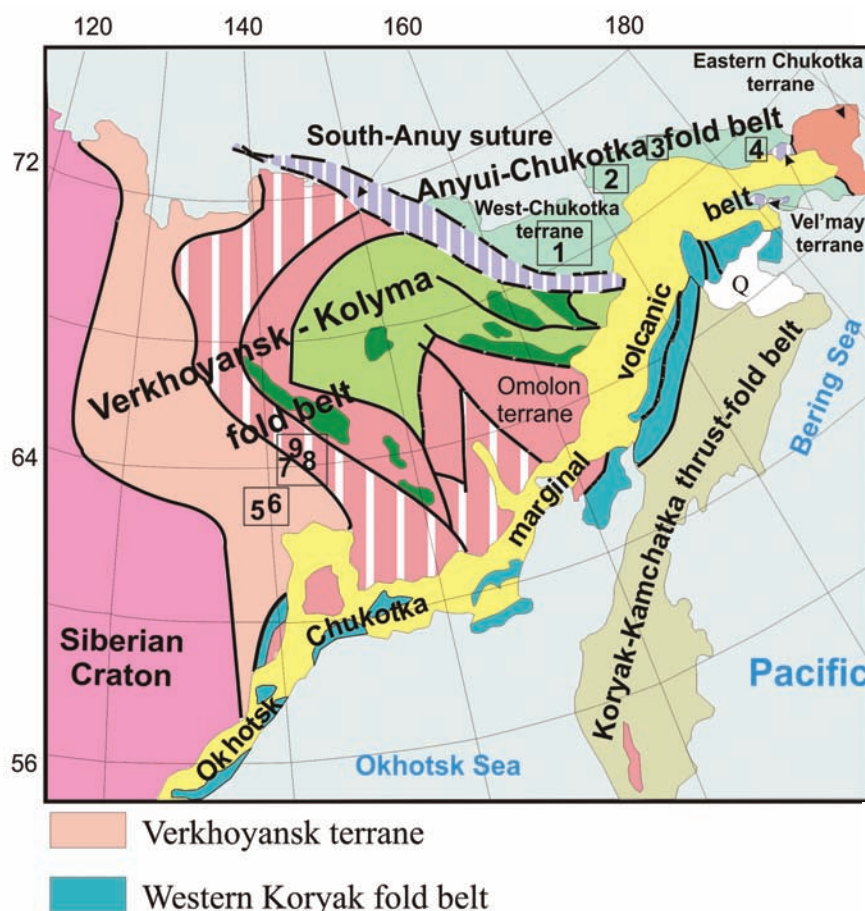 120
140
160
180
Eastern Chukotka
terrane
South-Anuy suture
Anyui-Chukotka fold belt
72
3
4
2
West-Chukotka
terrane
1
belt
Vel'may
terrane
Q
Verkhoyansk - Kolyma
fold belt
volcanic
Omolon
terrane
Bering Sea
64
9
7 8
5 6
marginal
Koryak-Kamchatka thrust-fold belt
Chukotka
Siberian
Craton
Pacific
Okhotsk
56
Okhotsk Sea
Verkhoyansk terrane
Western Koryak fold belt